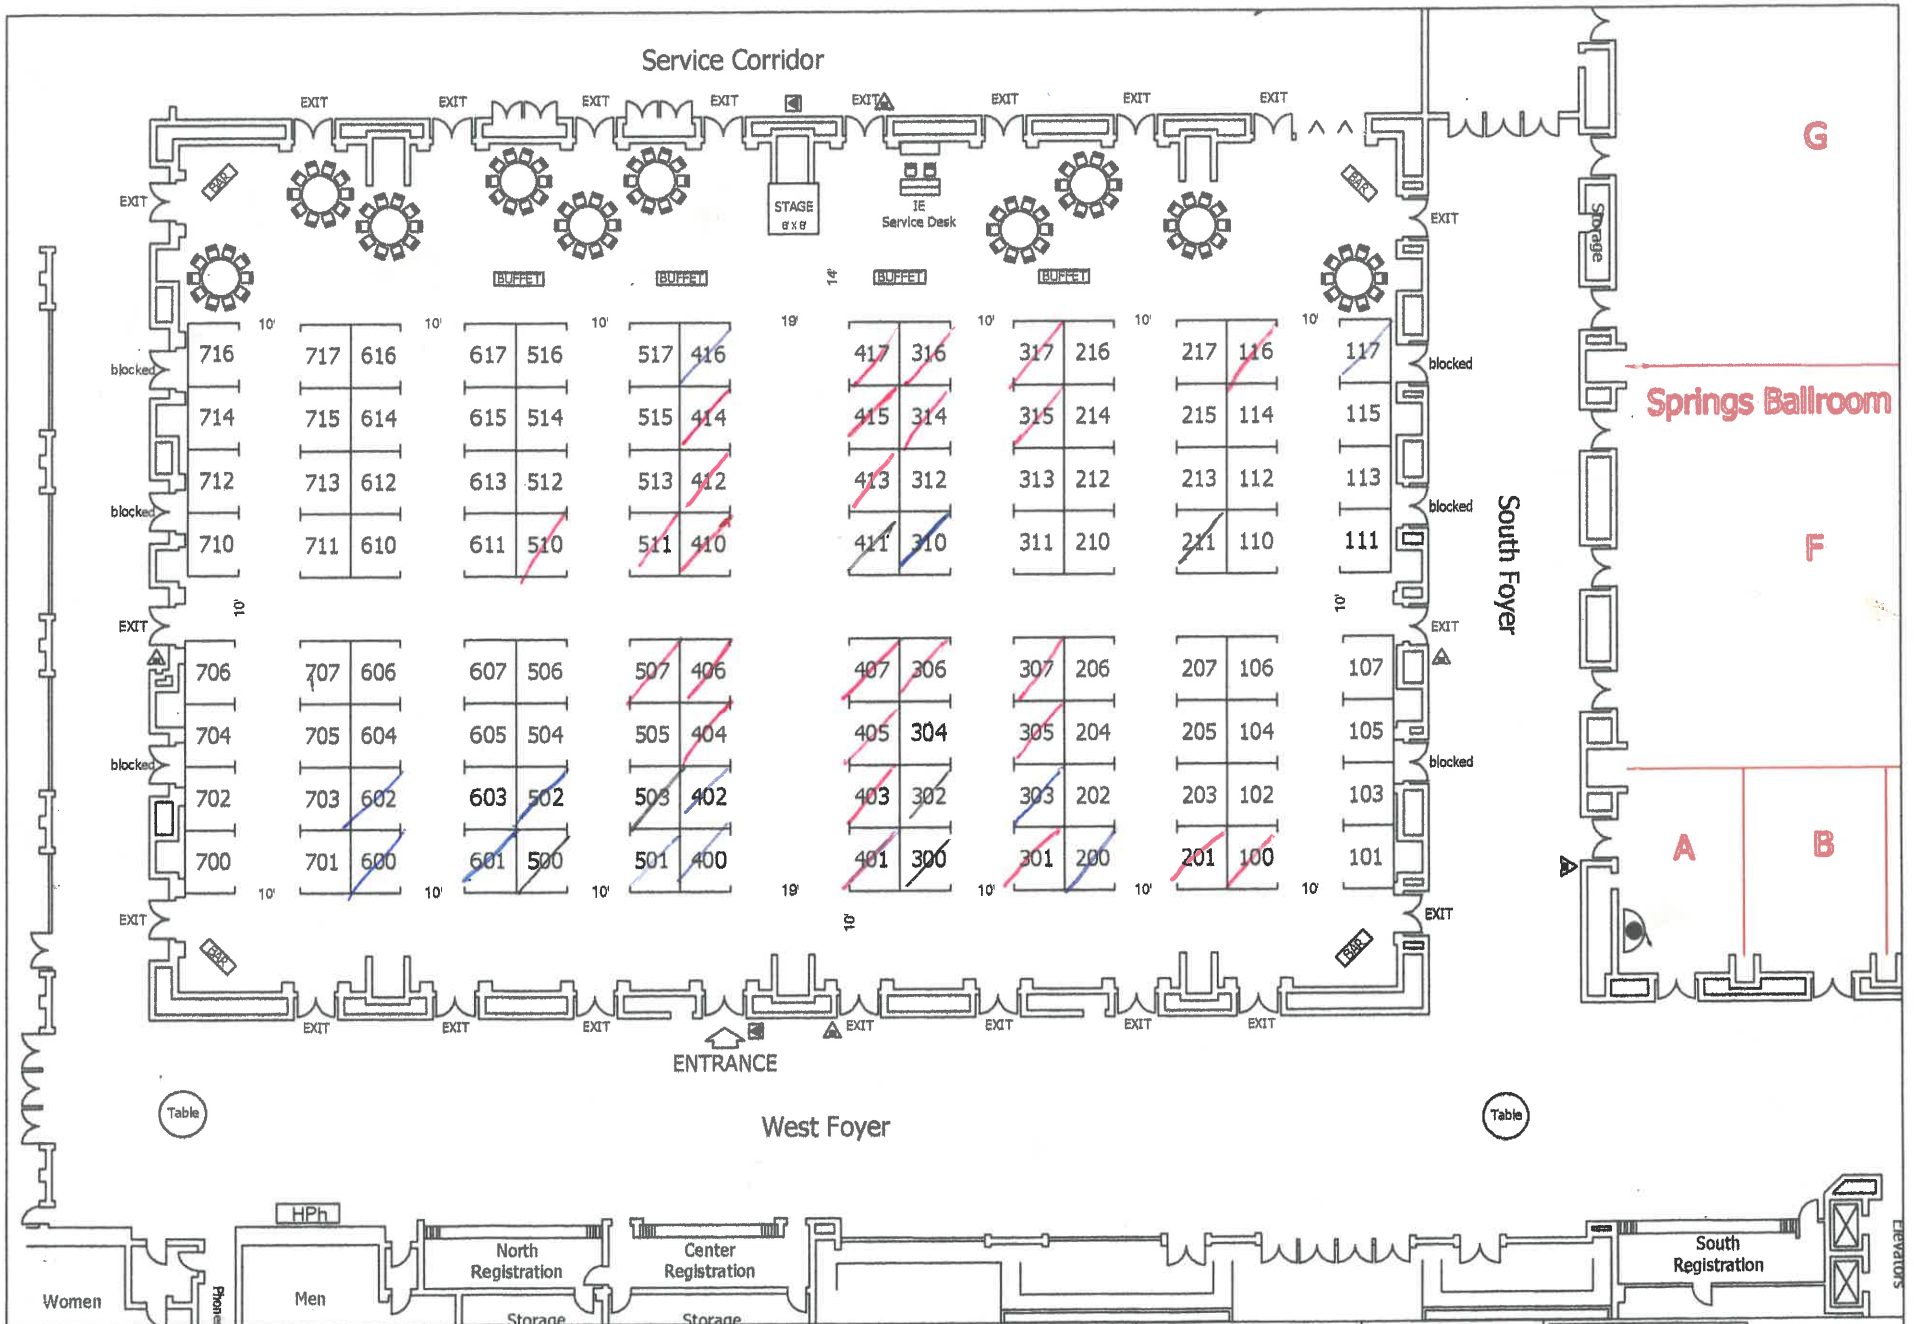 Service Corridor
EXIT EXIT EXIT EXIT EXIT EXIT EXIT EXIT
G
BAR BAR
EXIT STAGE IE EXIT
8' X 8' Service Desk
Storage
BUFFET BUFFET 14' BUFFET BUFFET
10' 10' 10' 19' 10' 10' 10'
716 717 616 617 516 517 416 417 316 317 216 217 116 117
blocked blocked
Springs Ballroom
714 715 614 615 514 515 414 415 314 315 214 215 114 115
712 713 612 613 512 513 412 413 312 313 212 213 112 113
blocked blocked
710 711 610 611 510 511 410 411 310 311 210 211 110 111
F
South Foyer
10' 10'
EXIT EXIT
706 707 606 607 506 507 406 407 306 307 206 207 106 107
704 705 604 605 504 505 404 405 304 305 204 205 104 105
blocked blocked
702 703 602 603 502 503 402 403 302 303 202 203 102 103
700 701 600 601 500 501 400 401 300 301 200 201 100 101
A B
10' 10' 10' 19' 10' 10' 10'
EXIT 10' EXIT
BAR BAR
EXIT EXIT EXIT EXIT EXIT EXIT EXIT
ENTRANCE
Table West Foyer Table
HPh
North Registration
Center Registration
South Registration
Elevators
Women Phone Men
Storage Storage